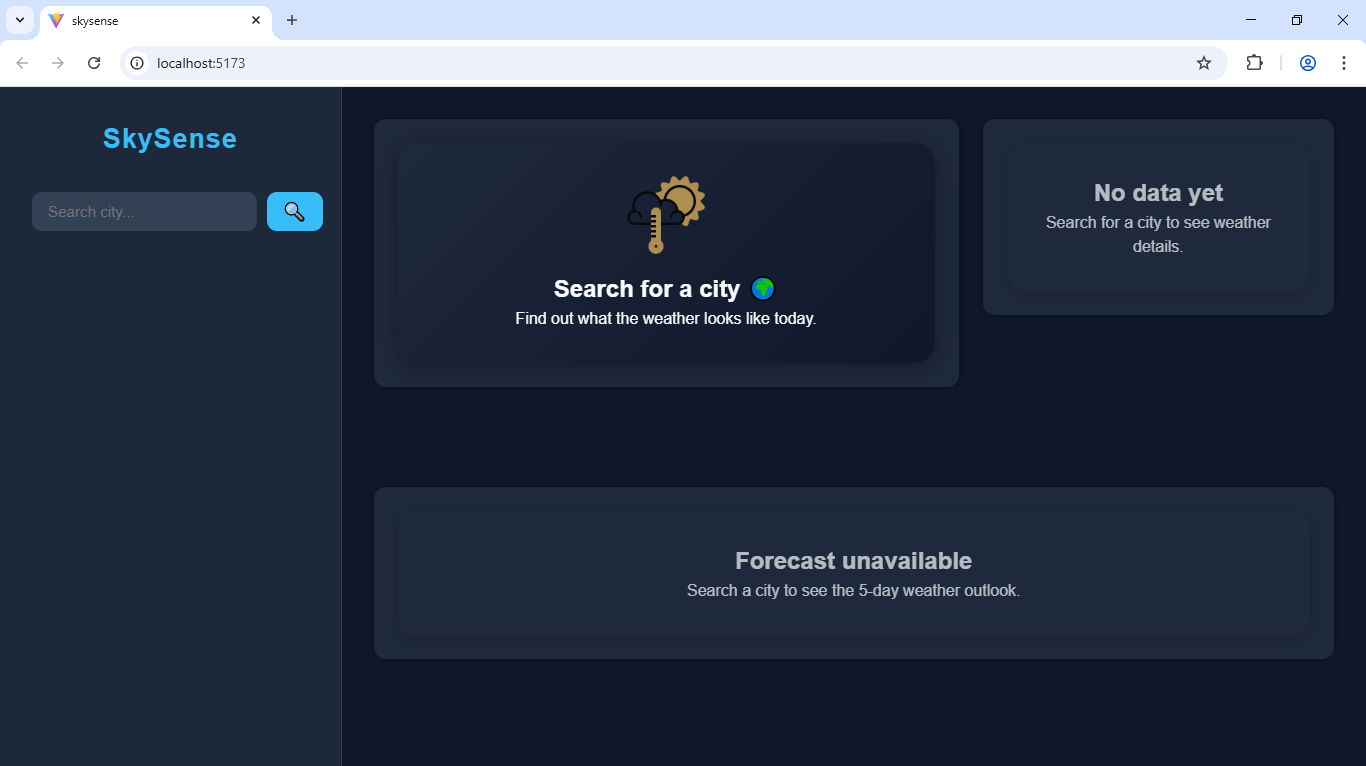 skysense
localhost:5173
SkySense
Search city...
Search for a city
Find out what the weather looks like today.
No data yet
Search for a city to see weather
details.
Forecast unavailable
Search a city to see the 5-day weather outlook.